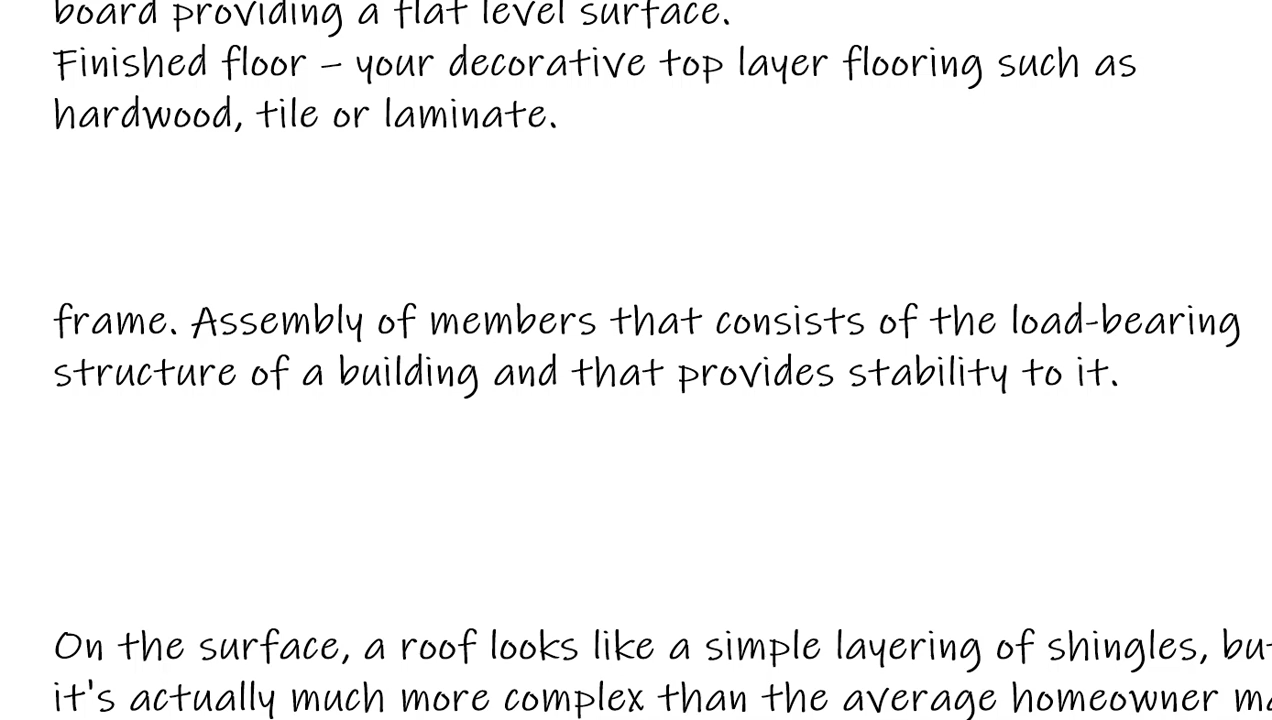 board providing a flat level surface.
Finished floor – your decorative top layer flooring such as
hardwood, tile or laminate.
frame. Assembly of members that consists of the load-bearing
structure of a building and that provides stability to it.
On the surface, a roof looks like a simple layering of shingles,
it's actually much more complex than the average homeowner